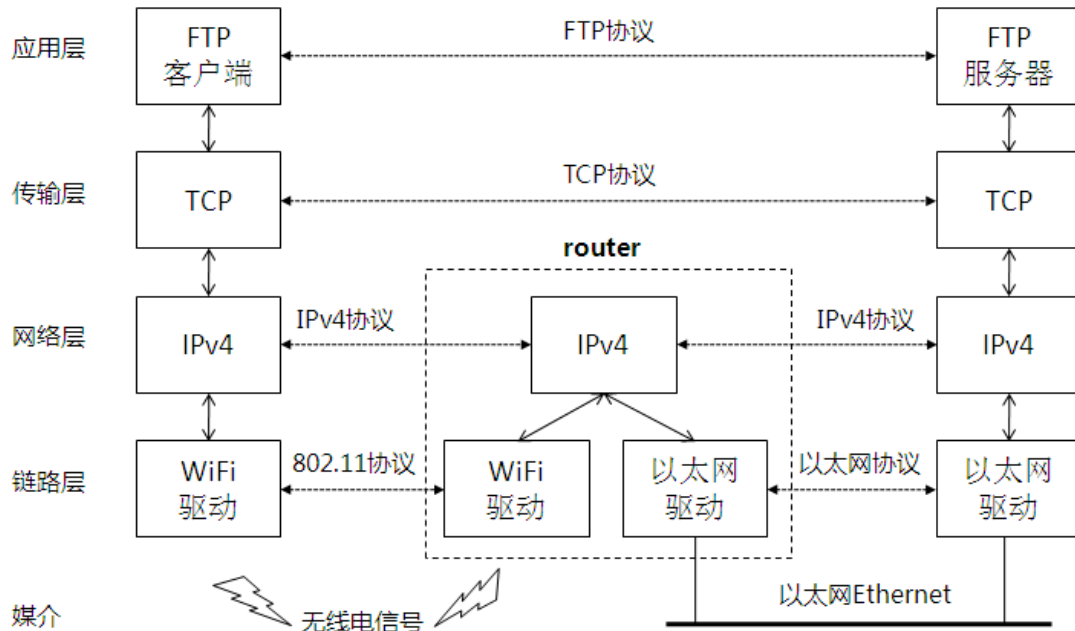 应用层
FTP
客户端
FTP协议
FTP
服务器
传输层
TCP
TCP协议
TCP
router
网络层
IPv4
IPv4协议
IPv4
IPv4协议
IPv4
链路层
WiFi
驱动
802.11协议
WiFi
驱动
以太网
驱动
以太网协议
以太网
驱动
媒介
无线电信号
以太网Ethernet